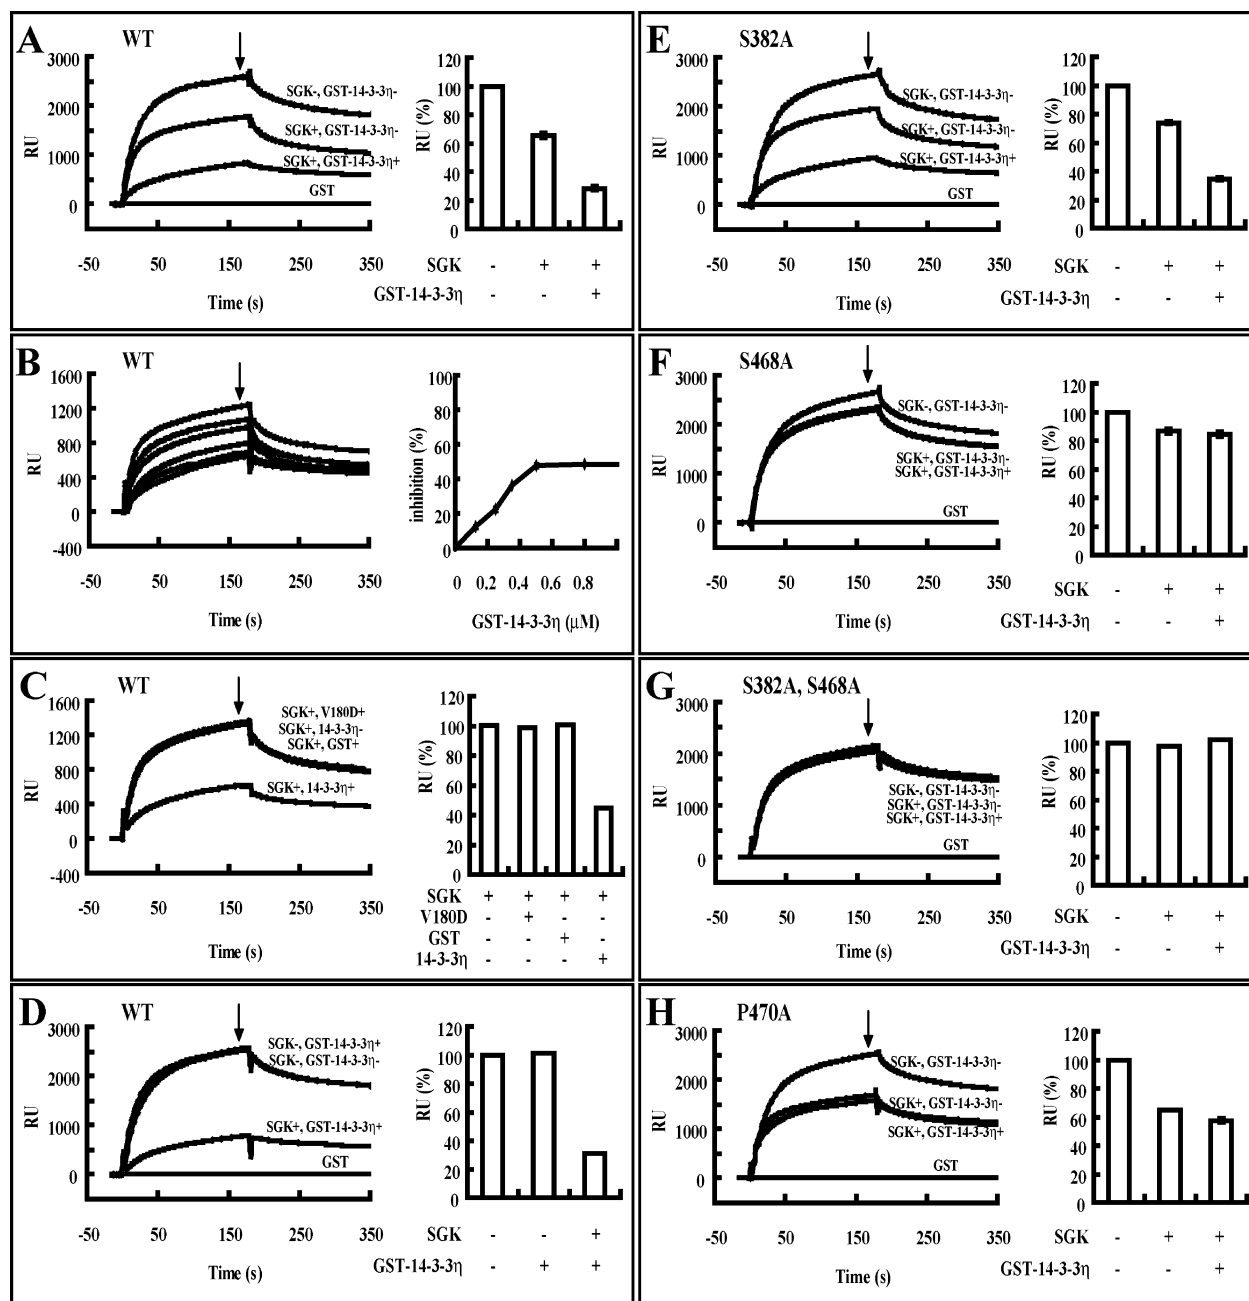 A WT
3000
2000
1000
0
RU
SGK-, GST-14-3-3η-
SGK+, GST-14-3-3η-
SGK+, GST-14-3-3η+
GST
-50 50 150 250 350
Time (s)
120
100
80
60
40
20
0
RU (%)
SGK - + +
GST-14-3-3η - - +
E S382A
3000
2000
1000
0
RU
SGK-, GST-14-3-3η-
SGK+, GST-14-3-3η-
SGK+, GST-14-3-3η+
GST
-50 50 150 250 350
Time (s)
120
100
80
60
40
20
0
RU (%)
SGK - + +
GST-14-3-3η - - +
B WT
1600
1200
800
400
0
-400
RU
-50 50 150 250 350
Time (s)
100
80
60
40
20
0
inhibition (%)
0 0.2 0.4 0.6 0.8
GST-14-3-3η (μM)
F S468A
3000
2000
1000
0
RU
SGK-, GST-14-3-3η-
SGK+, GST-14-3-3η-
SGK+, GST-14-3-3η+
GST
-50 50 150 250 350
Time (s)
120
100
80
60
40
20
0
RU (%)
SGK - + +
GST-14-3-3η - - +
C WT
1600
1200
800
400
0
-400
RU
SGK+, V180D+
SGK+, 14-3-3η-
SGK+, GST+
SGK+, 14-3-3η+
-50 50 150 250 350
Time (s)
120
100
80
60
40
20
0
RU (%)
SGK + + + +
V180D - + - -
GST - - + -
14-3-3η - - - +
G S382A, S468A
3000
2000
1000
0
RU
SGK-, GST-14-3-3η-
SGK+, GST-14-3-3η-
SGK+, GST-14-3-3η+
GST
-50 50 150 250 350
Time (s)
120
100
80
60
40
20
0
RU (%)
SGK - + +
GST-14-3-3η - - +
D WT
3000
2000
1000
0
RU
SGK-, GST-14-3-3η+
SGK-, GST-14-3-3η-
SGK+, GST-14-3-3η+
GST
-50 50 150 250 350
Time (s)
120
100
80
60
40
20
0
RU (%)
SGK - - +
GST-14-3-3η - + +
H P470A
3000
2000
1000
0
RU
SGK-, GST-14-3-3η-
SGK+, GST-14-3-3η-
SGK+, GST-14-3-3η+
GST
-50 50 150 250 350
Time (s)
120
100
80
60
40
20
0
RU (%)
SGK - + +
GST-14-3-3η - - +